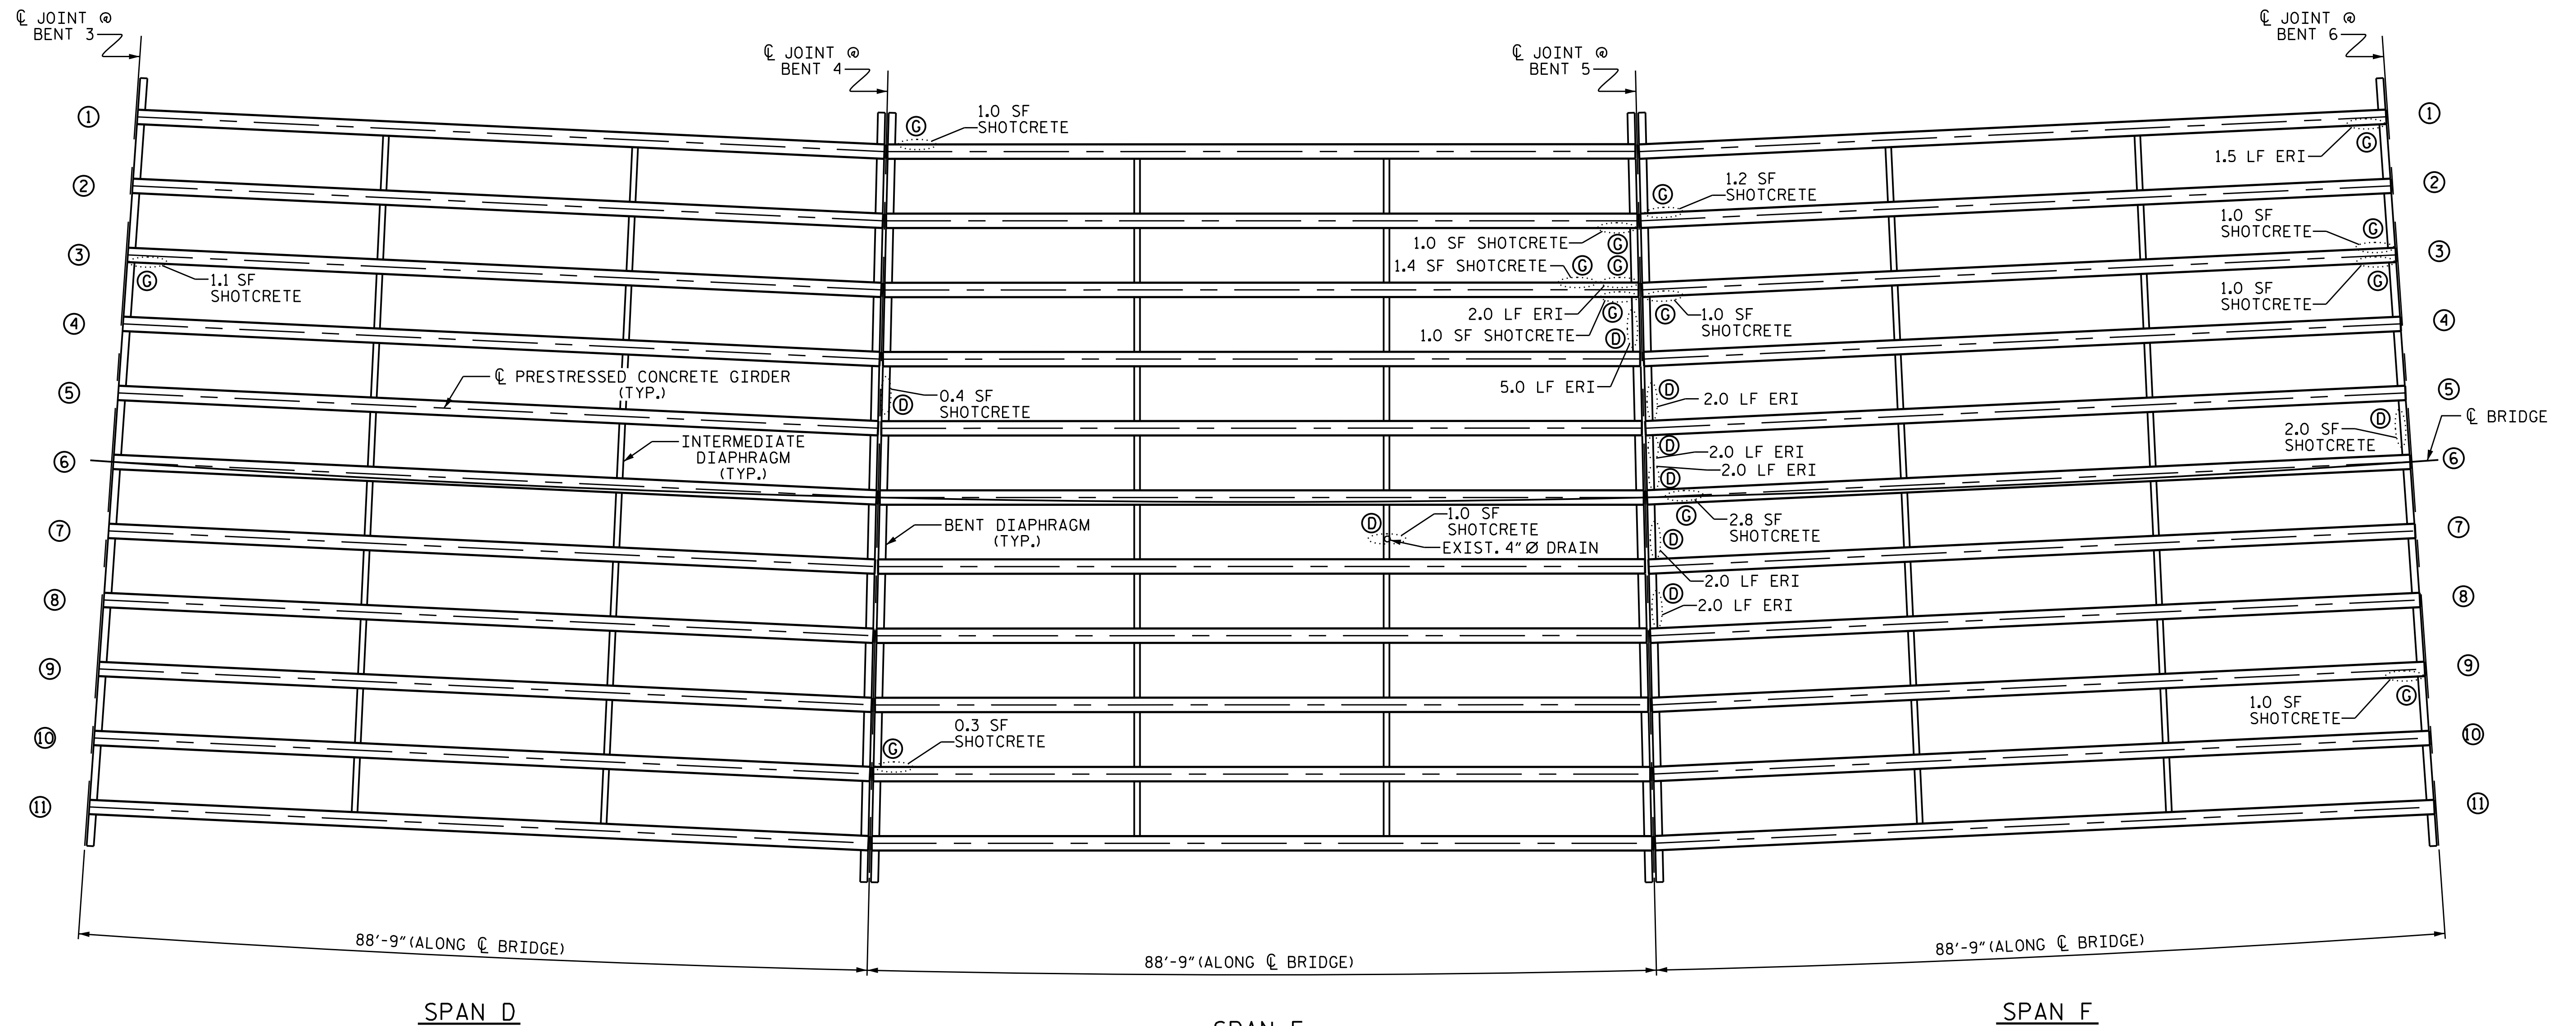 ℄ JOINT @
BENT 3
℄ JOINT @
BENT 4
℄ JOINT @
BENT 5
℄ JOINT @
BENT 6
1
2
3
4
5
6
7
8
9
10
11
G
1.1 SF
SHOTCRETE
℄ PRESTRESSED CONCRETE GIRDER
(TYP.)
INTERMEDIATE
DIAPHRAGM
(TYP.)
88'-9" (ALONG ℄ BRIDGE)
SPAN D
G
1.0 SF
SHOTCRETE
1.0 SF SHOTCRETE
G
1.4 SF SHOTCRETE
G
G
2.0 LF ERI
G
1.0 SF SHOTCRETE
D
5.0 LF ERI
0.4 SF
SHOTCRETE
D
BENT DIAPHRAGM
(TYP.)
D
1.0 SF
SHOTCRETE
EXIST. 4" Ø DRAIN
0.3 SF
SHOTCRETE
G
88'-9" (ALONG ℄ BRIDGE)
SPAN E
G
1.2 SF
SHOTCRETE
G
1.0 SF
SHOTCRETE
D
2.0 LF ERI
D
2.0 LF ERI
2.0 LF ERI
D
G
2.8 SF
SHOTCRETE
D
2.0 LF ERI
D
2.0 LF ERI
1.5 LF ERI
G
1.0 SF
SHOTCRETE
G
1.0 SF
SHOTCRETE
G
2.0 SF
SHOTCRETE
D
℄ BRIDGE
1.0 SF
SHOTCRETE
G
1
2
3
4
5
6
7
8
9
10
11
88'-9" (ALONG ℄ BRIDGE)
SPAN F